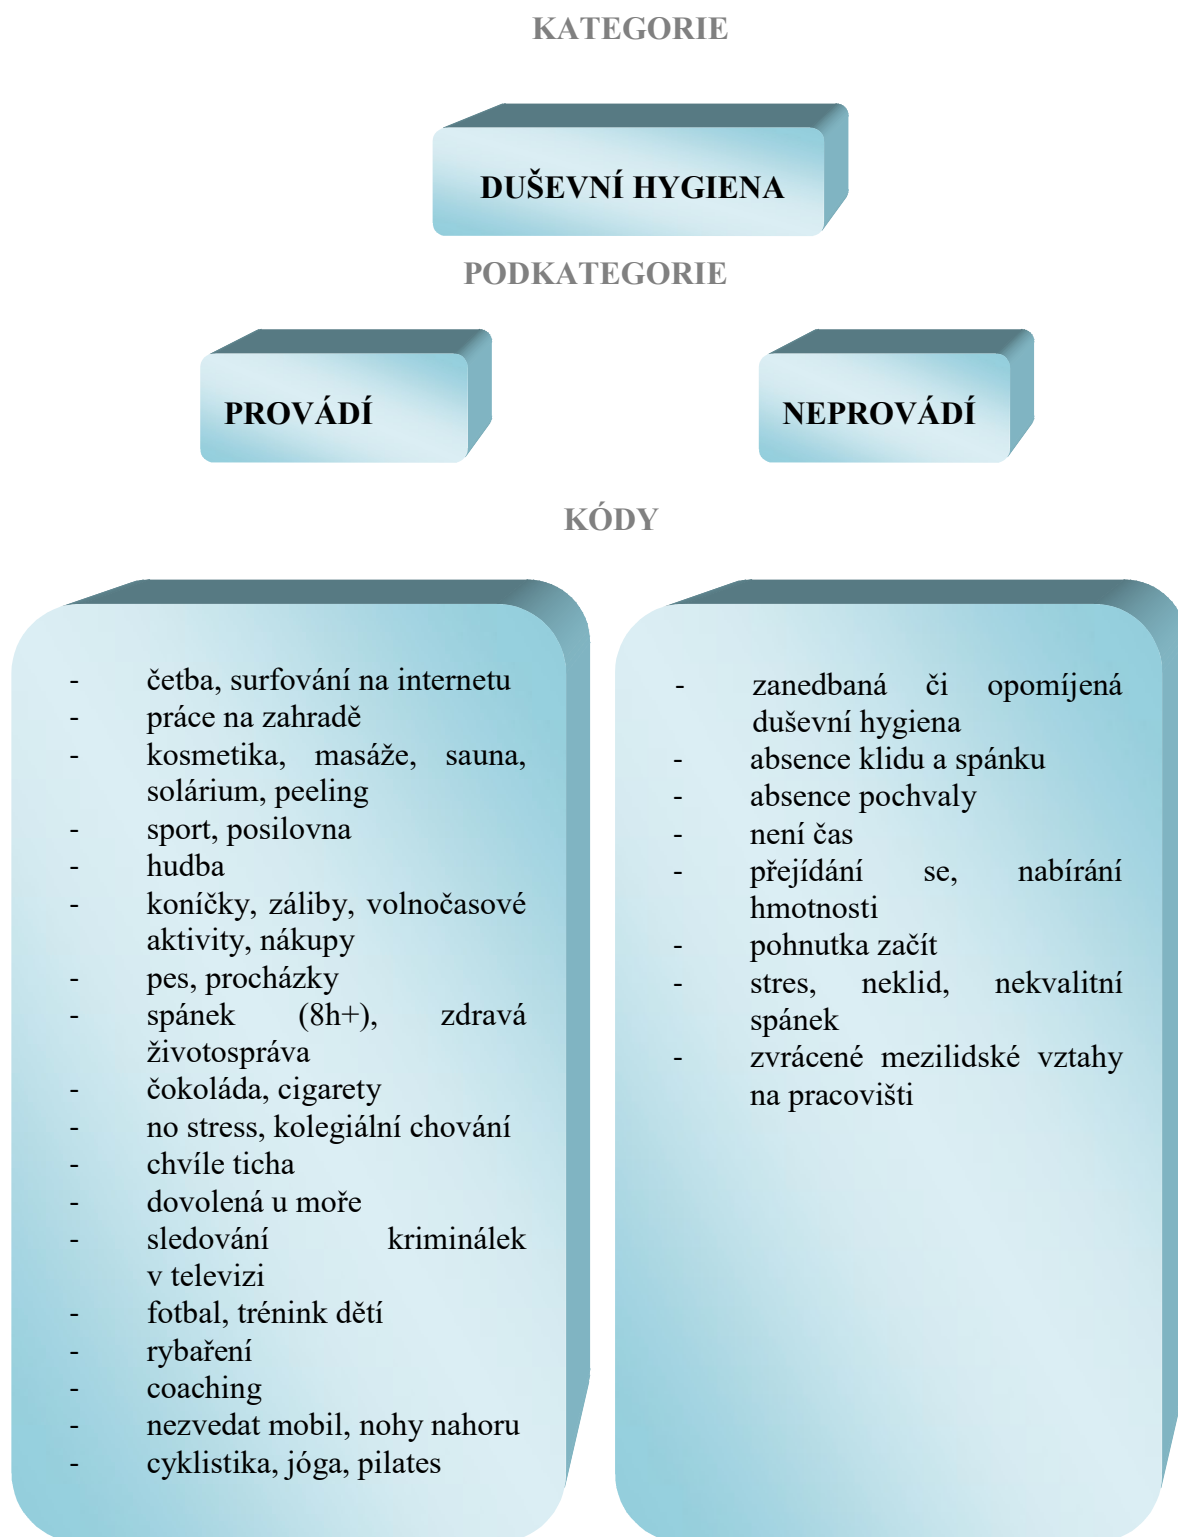 KATEGORIE
DUŠEVNÍ HYGIENA
PODKATEGORIE
PROVÁDÍ
NEPROVÁDÍ
KÓDY
- četba, surfování na internetu
- práce na zahradě
- kosmetika, masáže, sauna,
solárium, peeling
- sport, posilovna
- hudba
- koníčky, záliby, volnočasové
aktivity, nákupy
- pes, procházky
- spánek (8h+), zdravá
životospráva
- čokoláda, cigarety
- no stress, kolegiální chování
- chvíle ticha
- dovolená u moře
- sledování kriminálek
v televizi
- fotbal, trénink dětí
- rybaření
- coaching
- nezvedat mobil, nohy nahoru
- cyklistika, jóga, pilates
- zanedbaná či opomíjená
duševní hygiena
- absence klidu a spánku
- absence pochvaly
- není čas
- přejídání se, nabírání
hmotnosti
- pohnutka začít
- stres, neklid, nekvalitní
spánek
- zvrácené mezilidské vztahy
na pracovišti